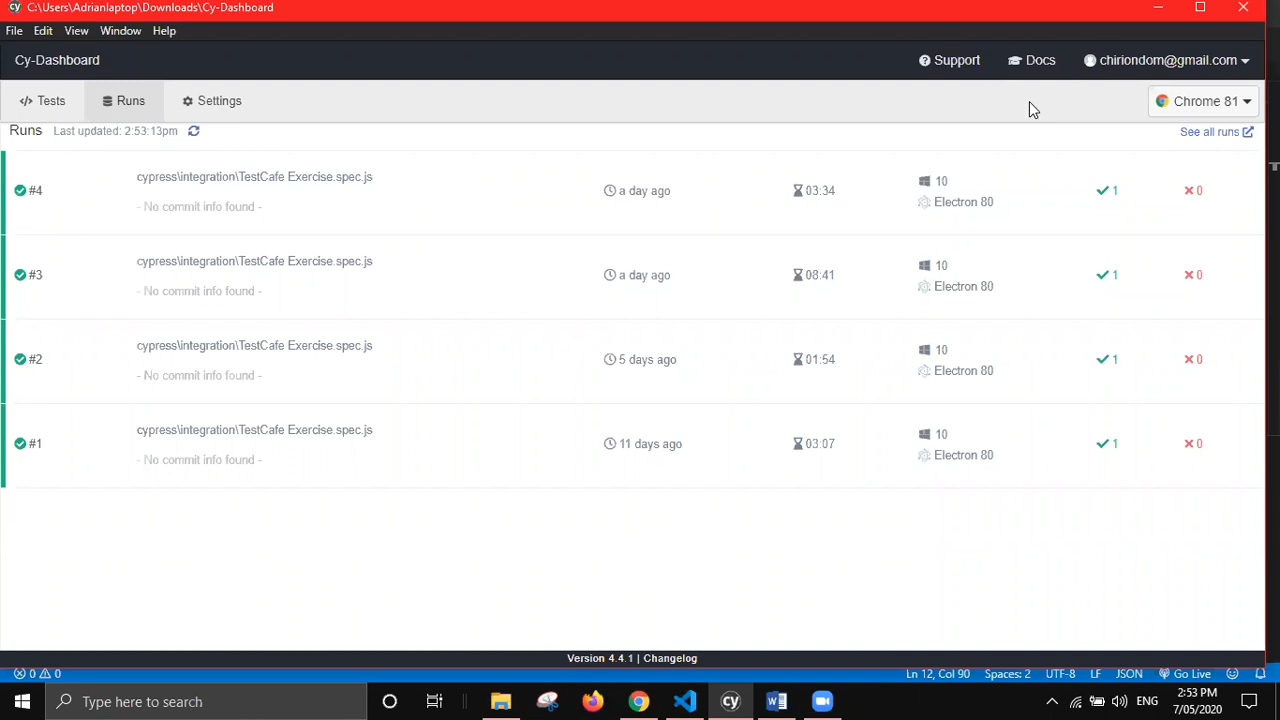 cy C:\Users\Adrianlaptop\Downloads\Cy-Dashboard
File Edit View Window Help
Cy-Dashboard Support Docs chiriondom@gmail.com
</> Tests Runs Settings Chrome 81
Runs Last updated: 2:53:13pm See all runs
#4 cypress\integration\TestCafe Exercise.spec.js a day ago 03:34 10 1 0
- No commit info found - Electron 80
#3 cypress\integration\TestCafe Exercise.spec.js a day ago 08:41 10 1 0
- No commit info found - Electron 80
#2 cypress\integration\TestCafe Exercise.spec.js 5 days ago 01:54 10 1 0
- No commit info found - Electron 80
#1 cypress\integration\TestCafe Exercise.spec.js 11 days ago 03:07 10 1 0
- No commit info found - Electron 80
Version 4.4.1 | Changelog
0 0 Ln 12, Col 90 Spaces: 2 UTF-8 LF JSON Go Live
Type here to search cy ENG 2:53 PM
7/05/2020